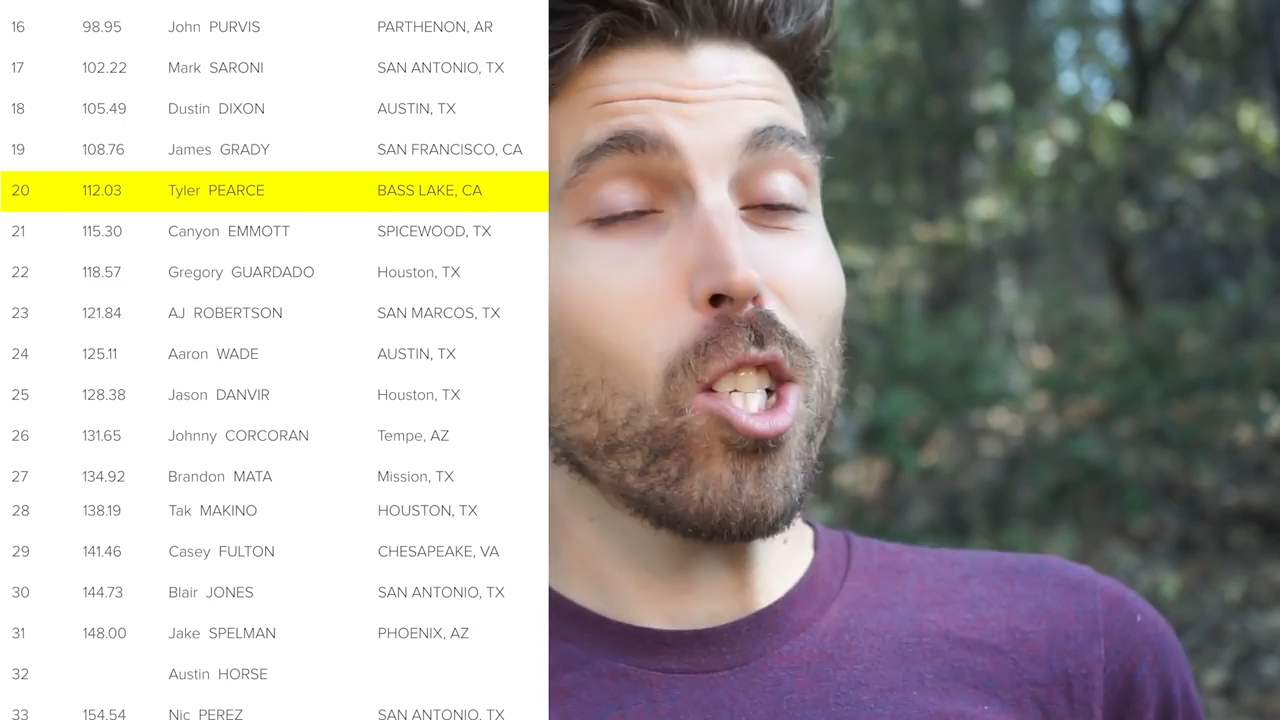 16 98.95 John PURVIS PARTHENON, AR
17 102.22 Mark SARONI SAN ANTONIO, TX
18 105.49 Dustin DIXON AUSTIN, TX
19 108.76 James GRADY SAN FRANCISCO, CA
20 112.03 Tyler PEARCE BASS LAKE, CA
21 115.30 Canyon EMMOTT SPICEWOOD, TX
22 118.57 Gregory GUARDADO Houston, TX
23 121.84 AJ ROBERTSON SAN MARCOS, TX
24 125.11 Aaron WADE AUSTIN, TX
25 128.38 Jason DANVIR Houston, TX
26 131.65 Johnny CORCORAN Tempe, AZ
27 134.92 Brandon MATA Mission, TX
28 138.19 Tak MAKINO HOUSTON, TX
29 141.46 Casey FULTON CHESAPEAKE, VA
30 144.73 Blair JONES SAN ANTONIO, TX
31 148.00 Jake SPELMAN PHOENIX, AZ
32 Austin HORSE
33 154.54 Nic PEREZ SAN ANTONIO, TX